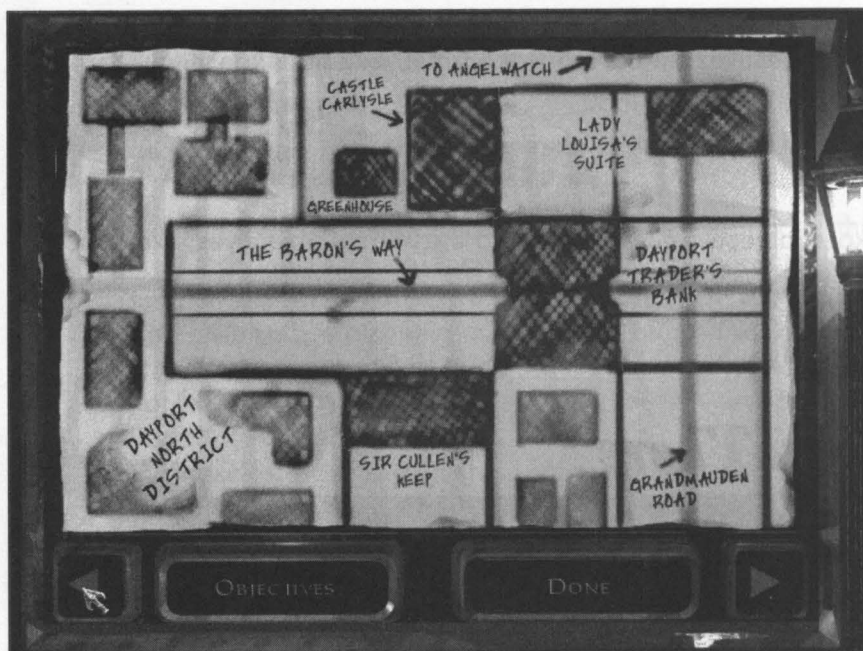 TO ANGELWATCH
CASTLE
CARLYSLE
LADY
LOUISA'S
SUITE
GREENHOUSE
THE BARON'S WAY
DAYPORT
TRADER'S
BANK
DAYPORT
NORTH
DISTRICT
SIR CULLEN'S
KEEP
GRANDMAUDEN
ROAD
OBJECTIVES
DONE